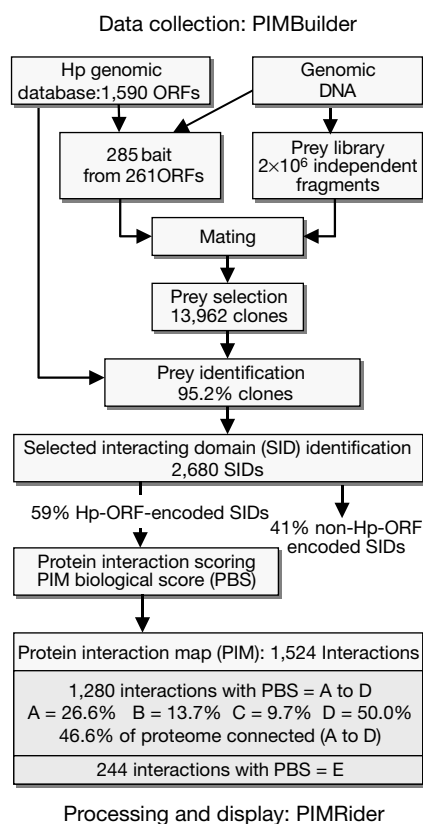 Data collection: PIMBuilder
Hp genomic
database:1,590 ORFs
Genomic
DNA
285 bait
from 261ORFs
Prey library
2×10⁶ independent
fragments
Mating
Prey selection
13,962 clones
Prey identification
95.2% clones
Selected interacting domain (SID) identification
2,680 SIDs
59% Hp-ORF-encoded SIDs
41% non-Hp-ORF
encoded SIDs
Protein interaction scoring
PIM biological score (PBS)
Protein interaction map (PIM): 1,524 Interactions
1,280 interactions with PBS = A to D
A = 26.6% B = 13.7% C = 9.7% D = 50.0%
46.6% of proteome connected (A to D)
244 interactions with PBS = E
Processing and display: PIMRider